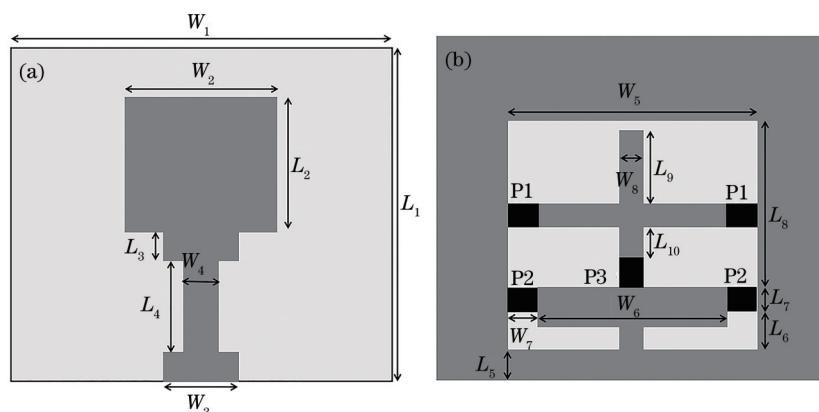 (a)
W₁
W₂
L₂
L₁
L₃
W₄
L₄
W₃
(b)
W₅
W₈
L₉
P1
P1
L₈
L₁₀
P2
P3
P2
W₆
L₇
W₇
L₆
L₅